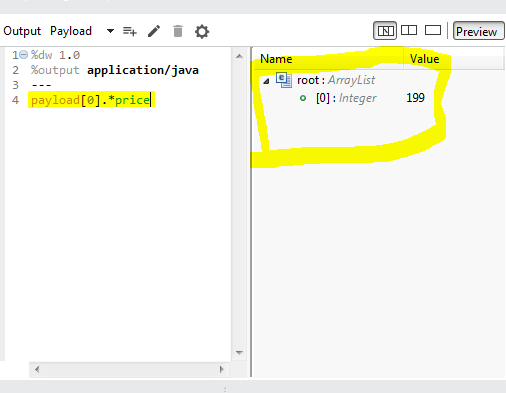 Output Payload Preview
1 %dw 1.0
2 %output application/java
3 ---
4 payload[0].*price
Name Value
root : ArrayList
[0] : Integer 199